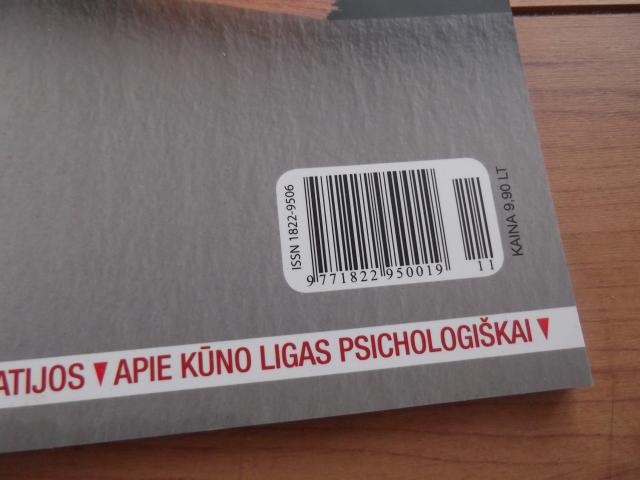 ISSN 1822-9506
9 771822 950019
11
KAINA 9,90 LT
ATIJOS ▼ APIE KŪNO LIGAS PSICHOLOGIŠKAI ▼